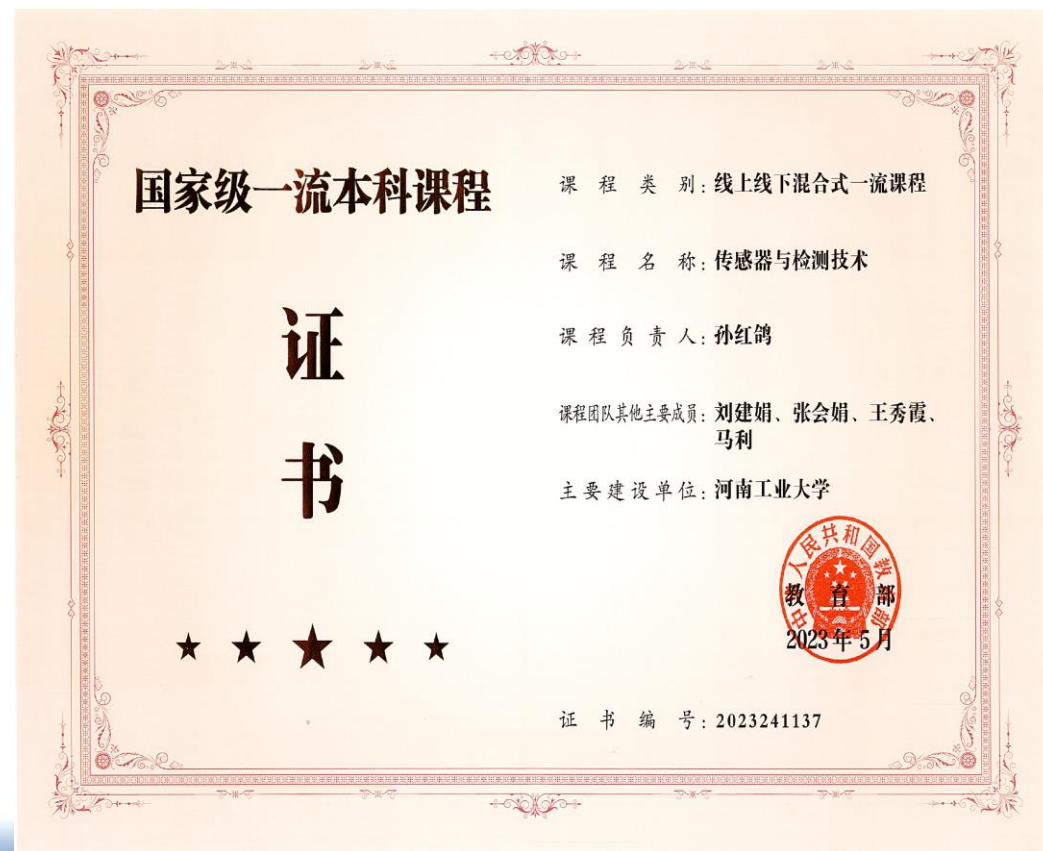 国家级一流本科课程
证
书
课程类别：线上线下混合式一流课程
课程名称：传感器与检测技术
课程负责人：孙红鸽
课程团队其他主要成员：刘建娟、张会娟、王秀霞、
马利
主要建设单位：河南工业大学
中华人民共和国教育部
教育部
2023年5月
证书编号：2023241137